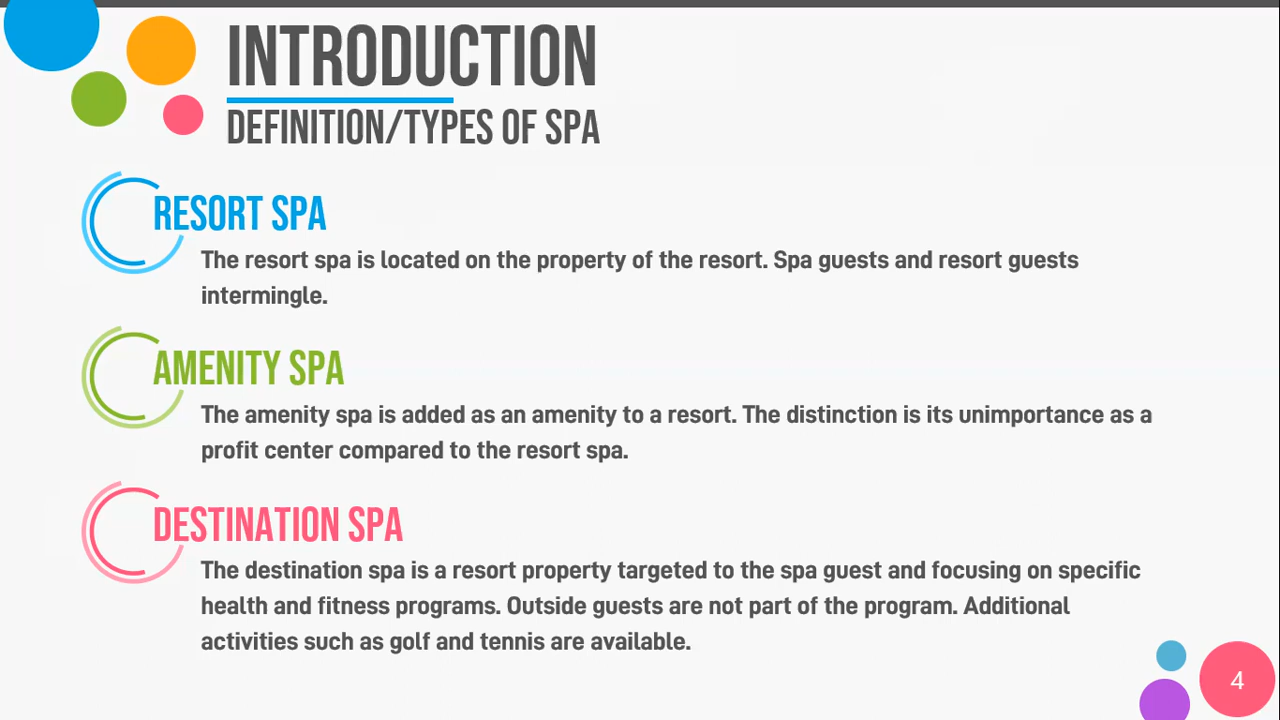 INTRODUCTION
DEFINITION/TYPES OF SPA
RESORT SPA
The resort spa is located on the property of the resort. Spa guests and resort guests
intermingle.
AMENITY SPA
The amenity spa is added as an amenity to a resort. The distinction is its unimportance as a
profit center compared to the resort spa.
DESTINATION SPA
The destination spa is a resort property targeted to the spa guest and focusing on specific
health and fitness programs. Outside guests are not part of the program. Additional
activities such as golf and tennis are available.
4